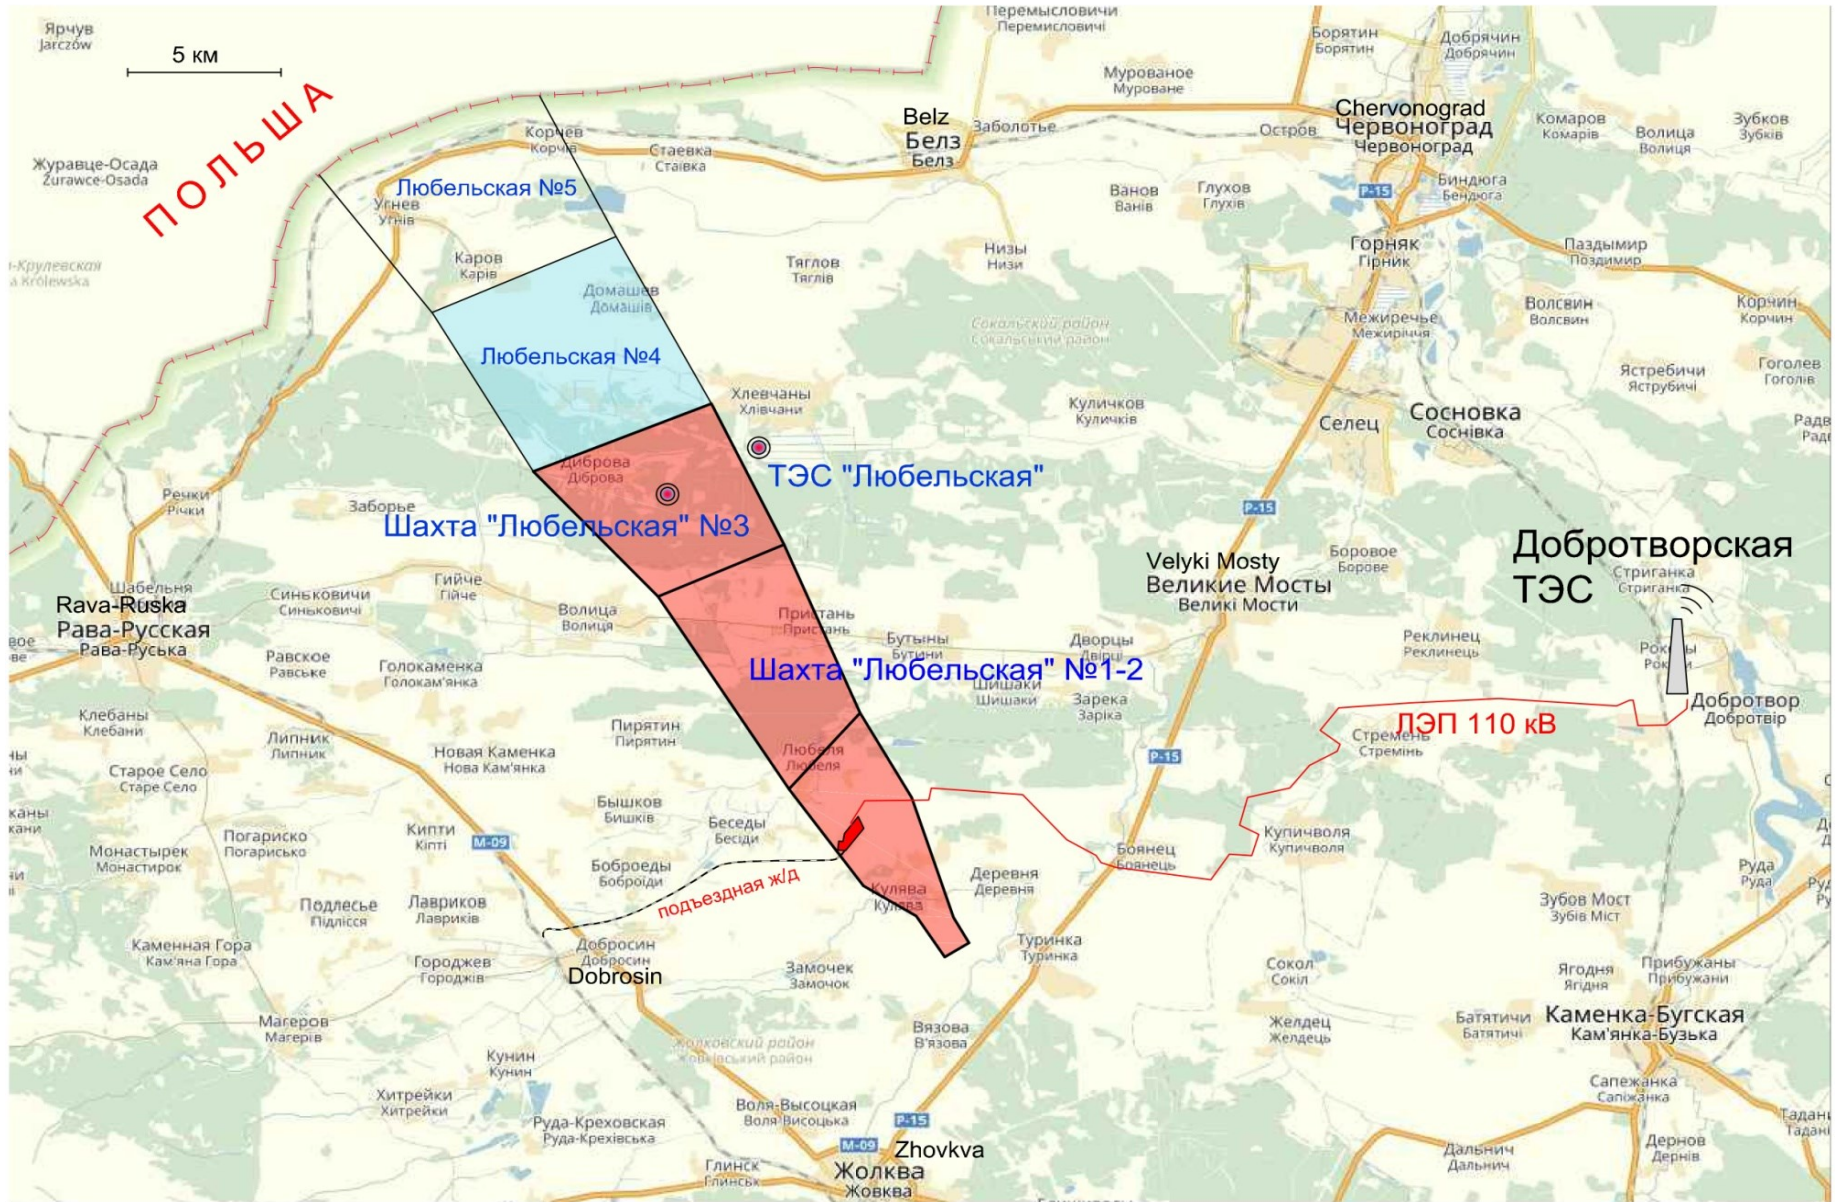 Ярчув
Jarczów
5 км
ПОЛЬША
Журавце-Осада
Żurawce-Osada
Перемысловичи
Перемисловичі
Мурованое
Муроване
Борятин
Борятин
Добрячин
Добрячин
Belz
Белз
Белз
Заболотье
Chervonograd
Червоноград
Червоноград
Остров
Комаров
Комарів
Волица
Волиця
Зубков
Зубків
Корчев
Корчів
Стаевка
Стаївка
Любельская №5
Угнев
Угнів
Ванов
Ванів
Глухов
Глухів
Р-15
Биндюга
Бендюга
Каров
Карів
Тяглов
Тяглів
Низы
Низи
Горняк
Гірник
Паздымир
Поздимир
-Крулевская
a Królewska
Домашев
Домашів
Волсвин
Волсвин
Корчин
Корчин
Межиречье
Межиріччя
Сокальский район
Сокальський район
Любельская №4
Хлевчаны
Хлівчани
Куличков
Куличків
Ястребичи
Яструбичі
Гоголев
Гоголів
Селец
Сосновка
Соснівка
Радв
Диброва
Діброва
ТЭС "Любельская"
Речки
Річки
Заборье
Шахта "Любельская" №3
Р-15
Добротворская
ТЭС
Боровое
Борове
Стриганка
Стриганка
Velyki Mosty
Великие Мосты
Великі Мости
Шабельня
Rava-Ruska
Рава-Русская
Рава-Руська
Синьковичи
Синьковичі
Гийче
Гійче
Волица
Волиця
Пристань
Пристань
Бутыны
Бутини
Дворцы
Двірці
Реклинец
Реклинець
Равское
Равське
Голокаменка
Голокам'янка
Шахта "Любельская" №1-2
Шишаки
Шишаки
Зарека
Заріка
Добротвор
Добротвір
Клебаны
Клебани
Липник
Липник
Пирятин
Пирятин
Новая Каменка
Нова Кам'янка
Любеля
Любеля
Р-15
ЛЭП 110 кВ
Стремень
Стремінь
Старое Село
Старе Село
Бышков
Бишків
Беседы
Бесіди
Погариско
Погарисько
Кипти
Кіпті
М-09
Монастырек
Монастирок
Боброеды
Боброїди
Купичволя
Купичволя
Боянец
Боянець
Руда
Руда
подъездная ж/д
Кулява
Кулява
Деревня
Деревня
Подлесье
Підлісся
Лавриков
Лавриків
Зубов Мост
Зубів Міст
Каменная Гора
Кам'яна Гора
Городжев
Городжів
Добросин
Добросин
Dobrosin
Замочек
Замочок
Туринка
Туринка
Сокол
Сокіл
Ягодня
Ягідня
Прибужаны
Прибужани
Магеров
Магерів
Вязова
В'язова
Желдец
Желдець
Батятичи
Батятичі
Каменка-Бугская
Кам'янка-Бузька
Жолковский район
Жовківський район
Кунин
Кунин
Хитрейки
Хитрейки
Руда-Креховская
Руда-Крехівська
Воля-Высоцкая
Воля-Висоцька
Р-15
М-09
Zhovkva
Жолква
Жовква
Глинск
Глинськ
Сапежанка
Сапіжанка
Дальнич
Дальнич
Дернов
Дернів
Тадани
Тадані